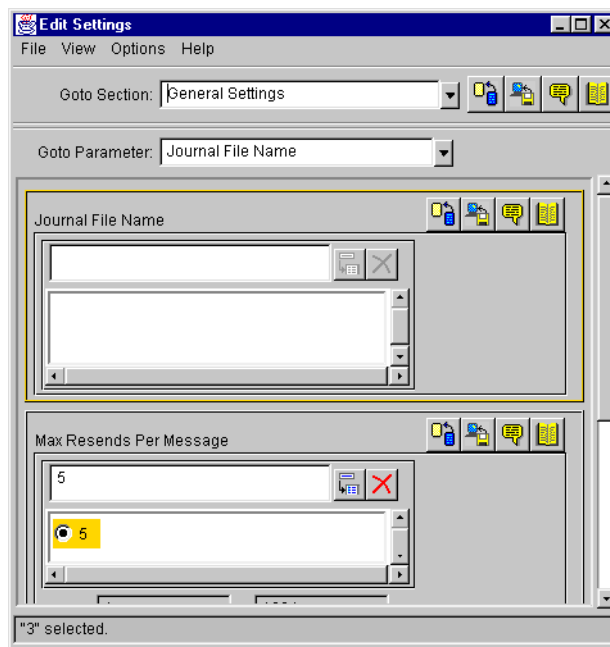 Edit Settings
File View Options Help
Goto Section: General Settings
Goto Parameter: Journal File Name
Journal File Name
Max Resends Per Message
5
5
"3" selected.